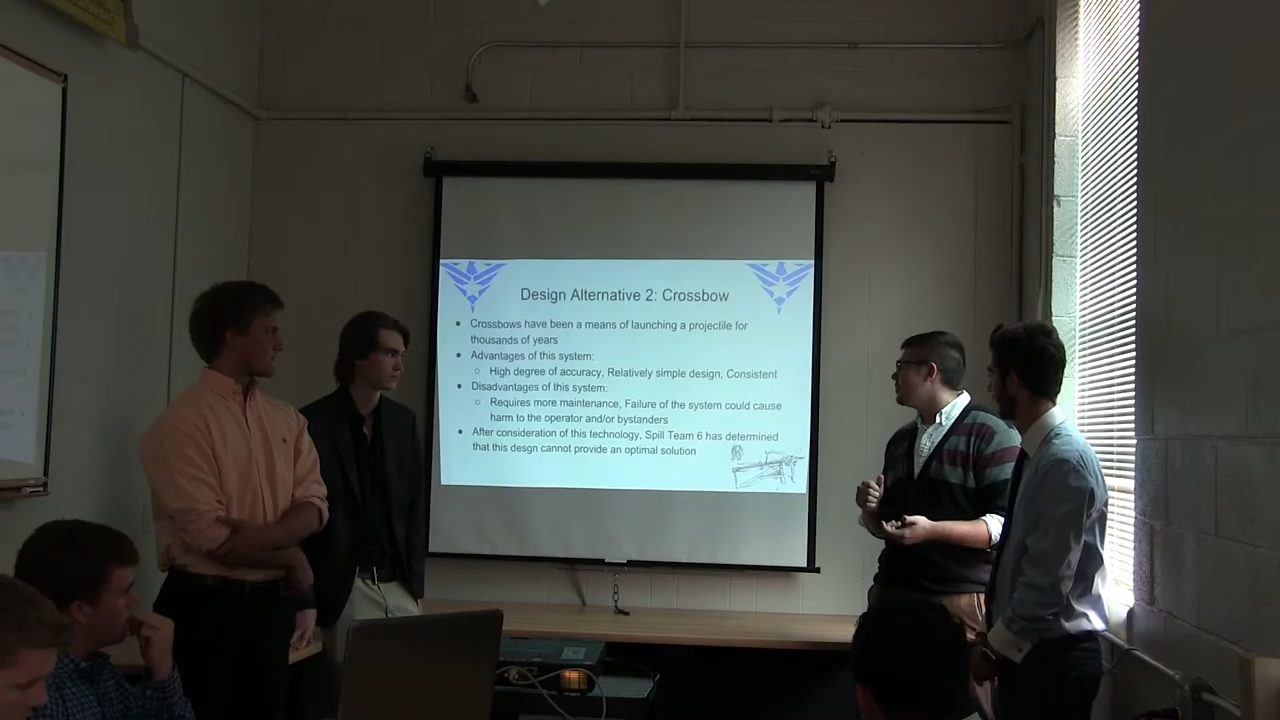 Design Alternative 2: Crossbow
● Crossbows have been a means of launching a projectile for
thousands of years
● Advantages of this system:
○ High degree of accuracy, Relatively simple design, Consistent
● Disadvantages of this system:
○ Requires more maintenance, Failure of the system could cause
harm to the operator and/or bystanders
● After consideration of this technology, Spill Team 6 has determined
that this desgn cannot provide an optimal solution